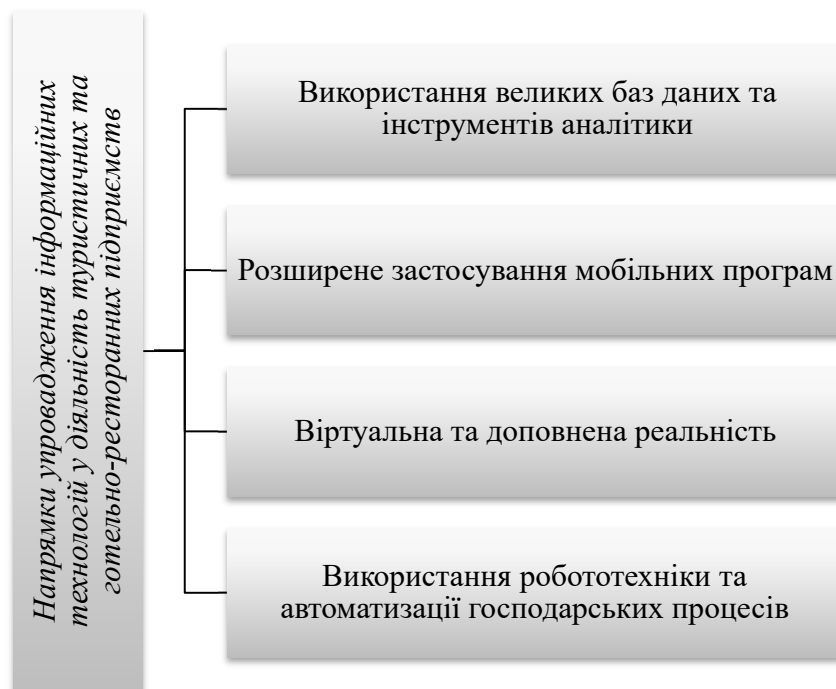 Напрямки упровадження інформаційних
технологій у діяльність туристичних та
готельно-ресторанних підприємств
Використання великих баз даних та
інструментів аналітики
Розширене застосування мобільних програм
Віртуальна та доповнена реальність
Використання робототехніки та
автоматизації господарських процесів